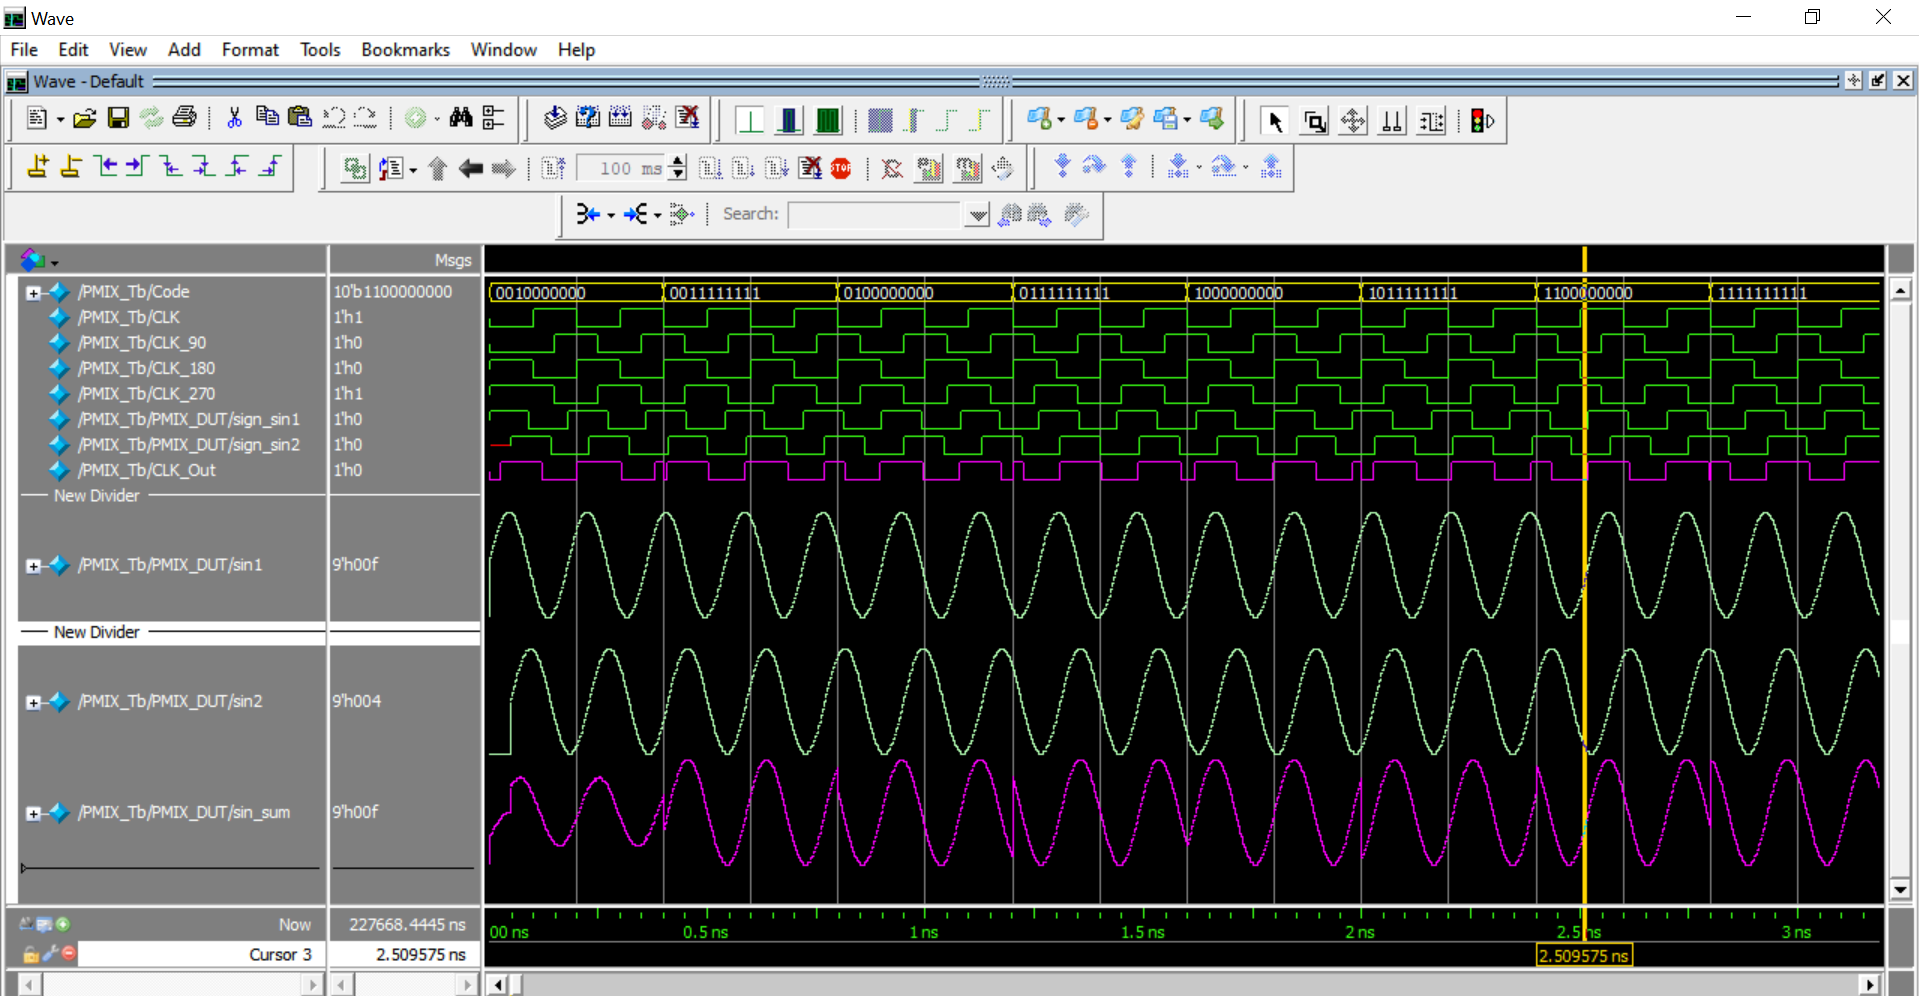 Wave
File Edit View Add Format Tools Bookmarks Window Help
Wave - Default
100 ms
STOP
Search:
Msgs
/PMIX_Tb/Code 10'b1100000000 0010000000 0011111111 0100000000 0111111111 1000000000 1011111111 1100000000 1111111111
/PMIX_Tb/CLK 1'h1
/PMIX_Tb/CLK_90 1'h0
/PMIX_Tb/CLK_180 1'h0
/PMIX_Tb/CLK_270 1'h1
/PMIX_Tb/PMIX_DUT/sign_sin1 1'h0
/PMIX_Tb/PMIX_DUT/sign_sin2 1'h0
/PMIX_Tb/CLK_Out 1'h0
New Divider
/PMIX_Tb/PMIX_DUT/sin1 9'h00f
New Divider
/PMIX_Tb/PMIX_DUT/sin2 9'h004
/PMIX_Tb/PMIX_DUT/sin_sum 9'h00f
Now 227668.4445 ns 00 ns 0.5 ns 1 ns 1.5 ns 2 ns 2.5 ns 3 ns
Cursor 3 2.509575 ns 2.509575 ns